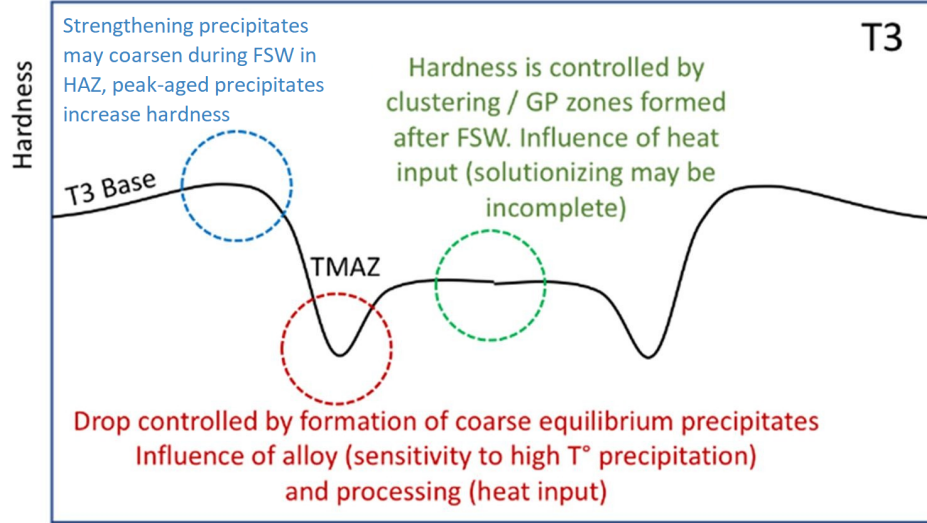 Strengthening precipitates
may coarsen during FSW in
HAZ, peak-aged precipitates
increase hardness
T3
Hardness is controlled by
clustering / GP zones formed
after FSW. Influence of heat
input (solutionizing may be
incomplete)
Hardness
T3 Base
TMAZ
Drop controlled by formation of coarse equilibrium precipitates
Influence of alloy (sensitivity to high T° precipitation)
and processing (heat input)